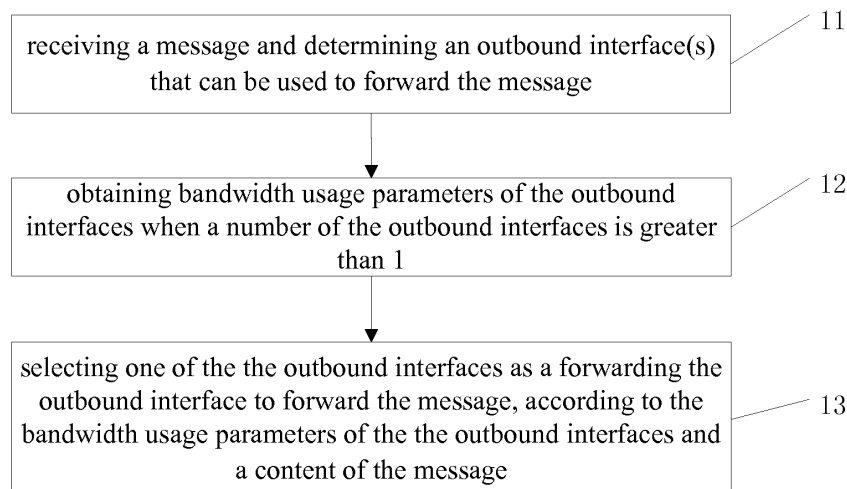 receiving a message and determining an outbound interface(s)
that can be used to forward the message
11
obtaining bandwidth usage parameters of the outbound
interfaces when a number of the outbound interfaces is greater
than 1
12
selecting one of the the outbound interfaces as a forwarding the
outbound interface to forward the message, according to the
bandwidth usage parameters of the the outbound interfaces and
a content of the message
13